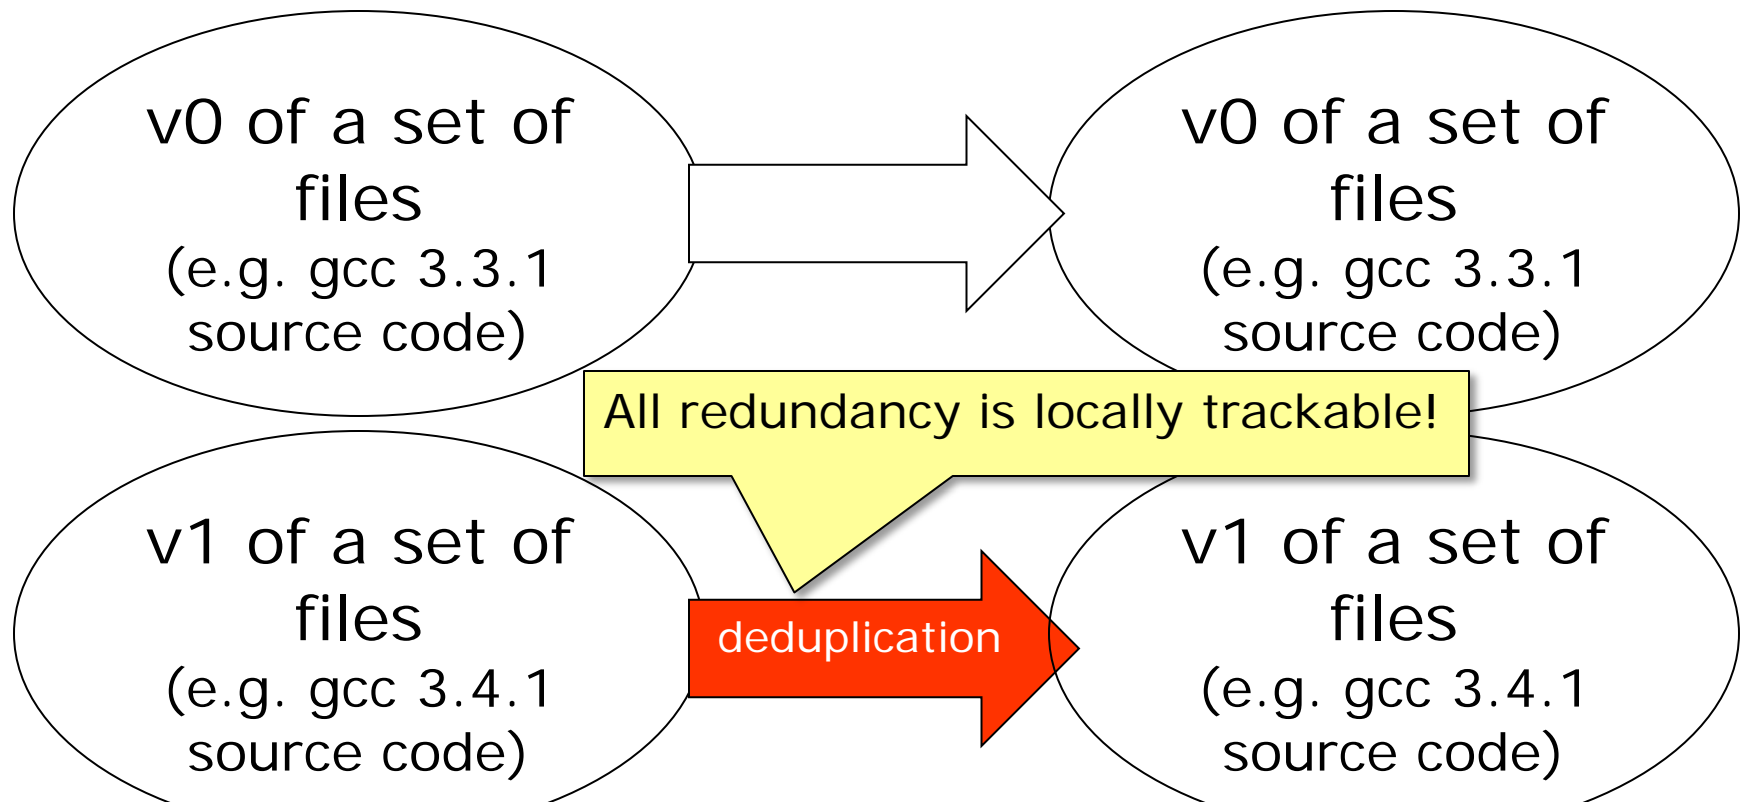 v0 of a set of
files
(e.g. gcc 3.3.1
source code)
v0 of a set of
files
(e.g. gcc 3.3.1
source code)
All redundancy is locally trackable!
v1 of a set of
files
(e.g. gcc 3.4.1
source code)
deduplication
v1 of a set of
files
(e.g. gcc 3.4.1
source code)